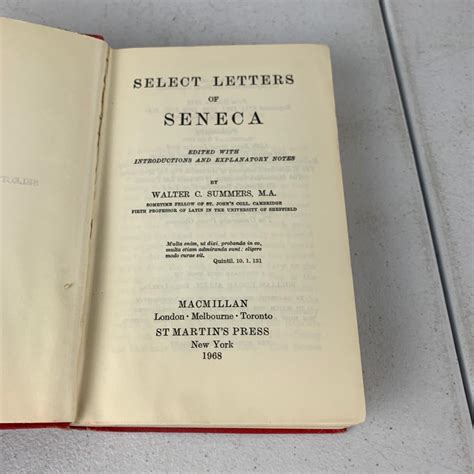 SELECT LETTERS
OF
SENECA
EDITED WITH
INTRODUCTIONS AND EXPLANATORY NOTES
BY
WALTER C. SUMMERS, M.A.
SOMETIME FELLOW OF ST. JOHN'S COLL. CAMBRIDGE
FIRTH PROFESSOR OF LATIN IN THE UNIVERSITY OF SHEFFIELD
Multa enim, ut dixi, probanda in eo,
multa etiam admiranda sunt: eligere
modo curae sit.
Quintil. 10. 1. 131
MACMILLAN
London · Melbourne · Toronto
ST MARTIN'S PRESS
New York
1968